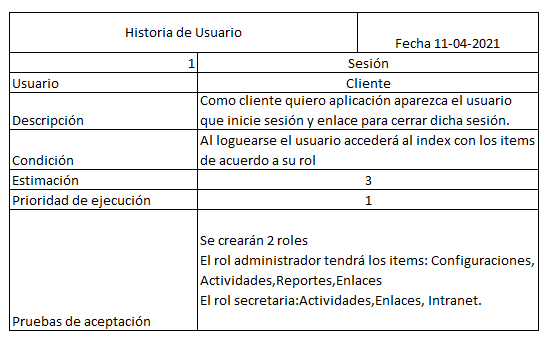 Historia de Usuario
Fecha 11-04-2021
1
Sesión
Usuario
Cliente
Descripción
Como cliente quiero aplicación aparezca el usuario
que inicie sesión y enlace para cerrar dicha sesión.
Condición
Al loguearse el usuario accederá al index con los items
de acuerdo a su rol
Estimación
3
Prioridad de ejecución
1
Pruebas de aceptación
Se crearán 2 roles
El rol administrador tendrá los items: Configuraciones,
Actividades,Reportes,Enlaces
El rol secretaria:Actividades,Enlaces, Intranet.